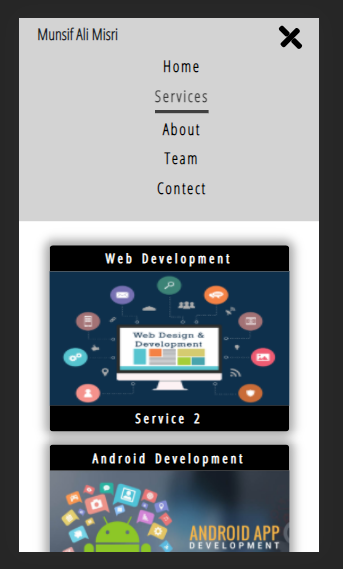 Munsif Ali Misri
Home
Services
About
Team
Contact
Web Development
Web Design &
Development
Service 2
Android Development
ANDROID APP
DEVELOPMENT